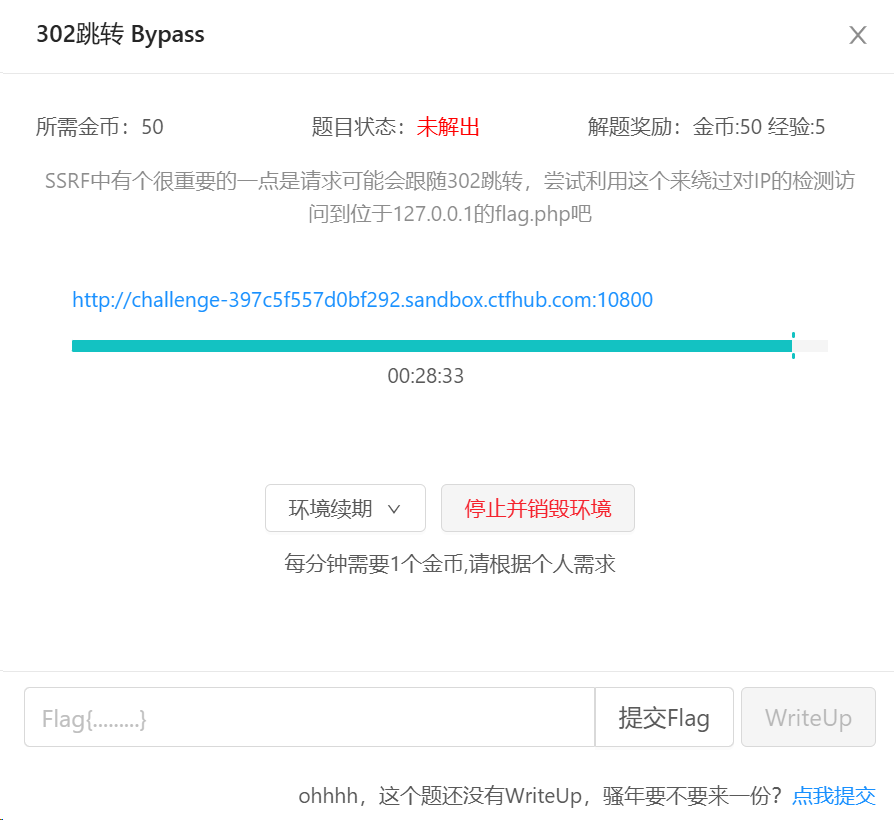 302跳转 Bypass
所需金币：50 题目状态：未解出 解题奖励：金币:50 经验:5
SSRF中有个很重要的一点是请求可能会跟随302跳转，尝试利用这个来绕过对IP的检测访
问到位于127.0.0.1的flag.php吧
http://challenge-397c5f557d0bf292.sandbox.ctfhub.com:10800
00:28:33
环境续期 停止并销毁环境
每分钟需要1个金币,请根据个人需求
Flag{.........} 提交Flag WriteUp
ohhhh，这个题还没有WriteUp，骚年要不要来一份？点我提交